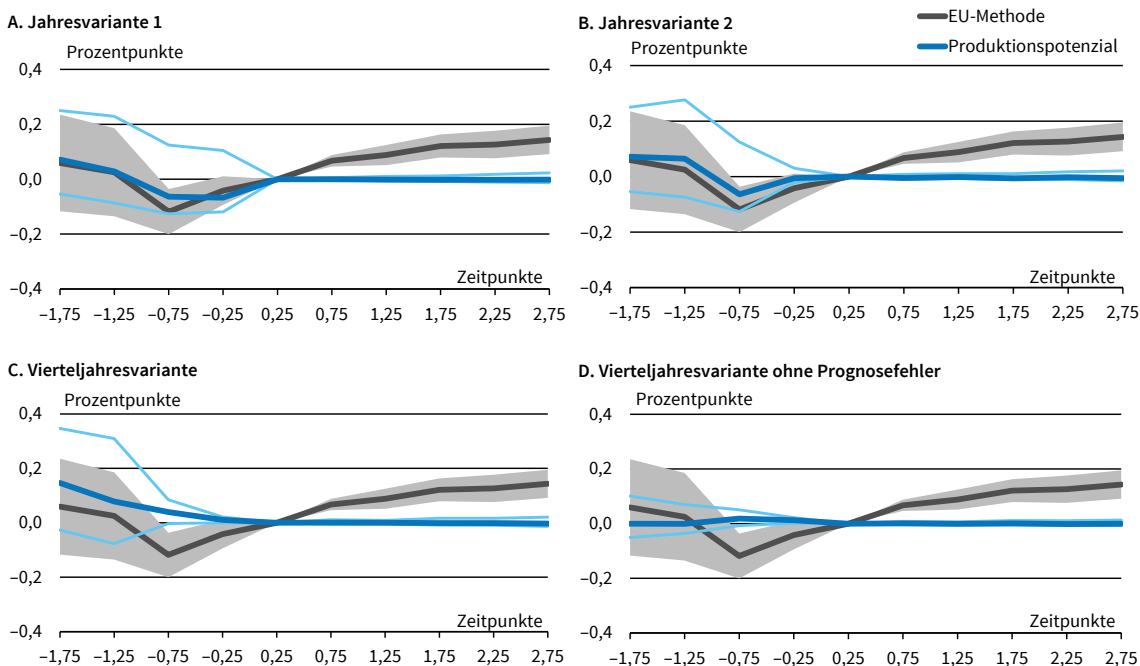 A. Jahresvariante 1
Prozentpunkte
0,4
0,2
0,0
–0,2
–0,4
Zeitpunkte
–1,75 –1,25 –0,75 –0,25 0,25 0,75 1,25 1,75 2,25 2,75
B. Jahresvariante 2
EU-Methode
Produktionspotenzial
Prozentpunkte
0,4
0,2
0,0
–0,2
–0,4
Zeitpunkte
–1,75 –1,25 –0,75 –0,25 0,25 0,75 1,25 1,75 2,25 2,75
C. Vierteljahresvariante
Prozentpunkte
0,4
0,2
0,0
–0,2
–0,4
Zeitpunkte
–1,75 –1,25 –0,75 –0,25 0,25 0,75 1,25 1,75 2,25 2,75
D. Vierteljahresvariante ohne Prognosefehler
Prozentpunkte
0,4
0,2
0,0
–0,2
–0,4
Zeitpunkte
–1,75 –1,25 –0,75 –0,25 0,25 0,75 1,25 1,75 2,25 2,75